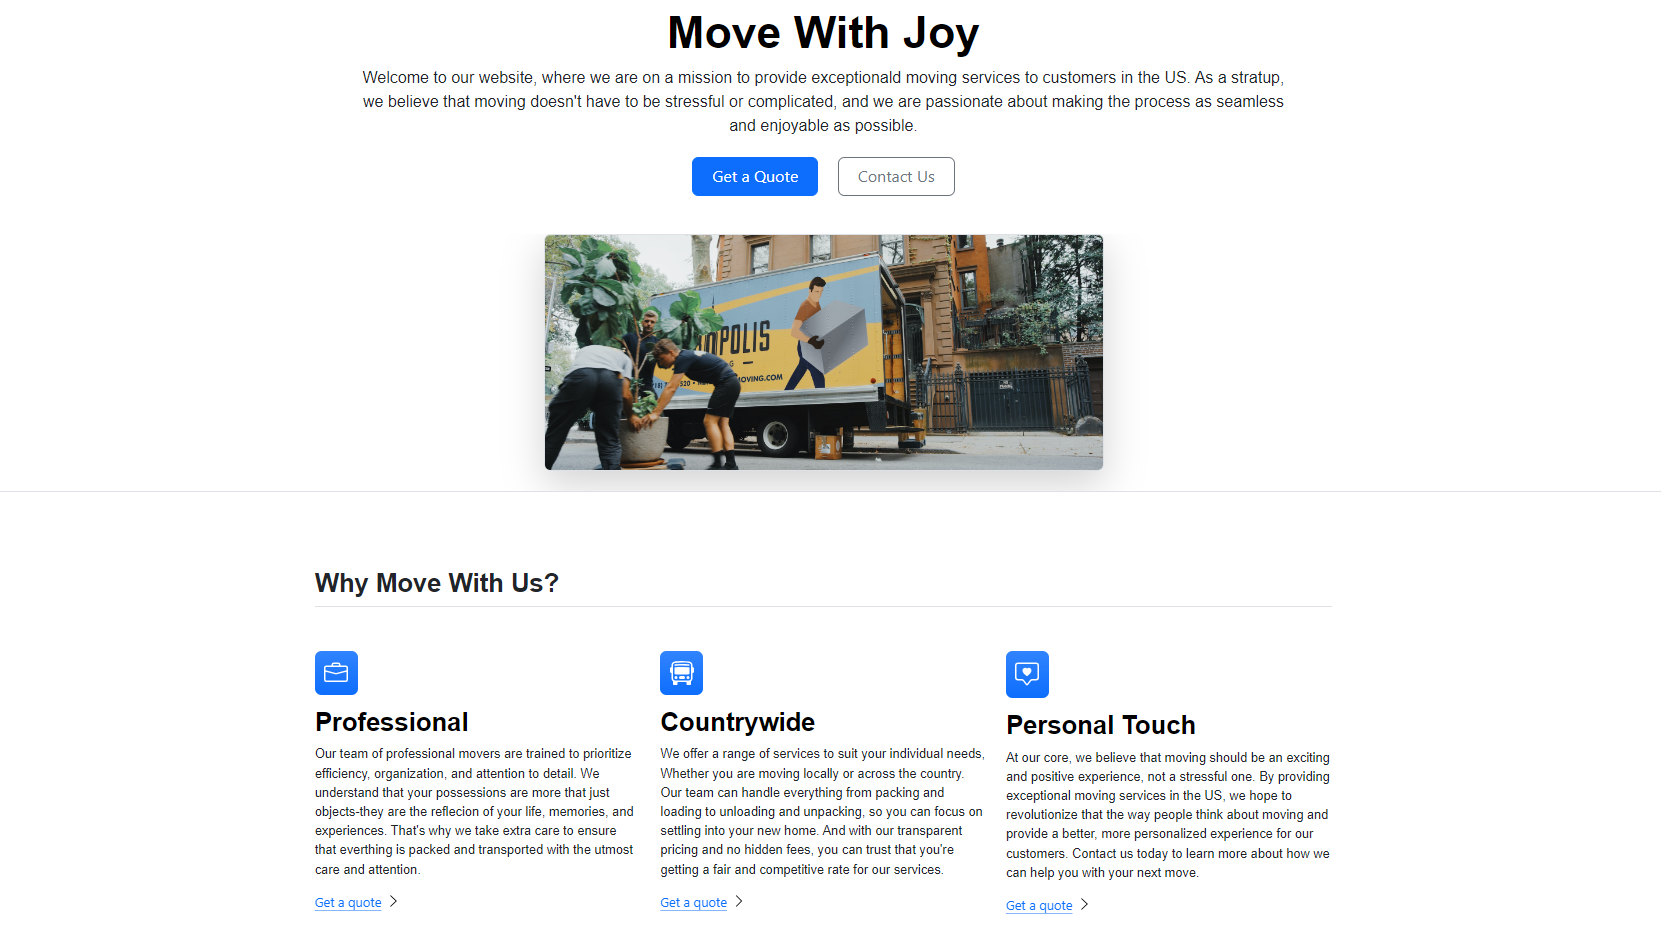 Move With Joy
Welcome to our website, where we are on a mission to provide exceptionald moving services to customers in the US. As a stratup,
we believe that moving doesn't have to be stressful or complicated, and we are passionate about making the process as seamless
and enjoyable as possible.
Get a Quote Contact Us
OVING.COM
Why Move With Us?
Professional
Our team of professional movers are trained to prioritize
efficiency, organization, and attention to detail. We
understand that your possessions are more that just
objects-they are the reflecion of your life, memories, and
experiences. That's why we take extra care to ensure
that everthing is packed and transported with the utmost
care and attention.
Get a quote
Countrywide
We offer a range of services to suit your individual needs,
Whether you are moving locally or across the country.
Our team can handle everything from packing and
loading to unloading and unpacking, so you can focus on
settling into your new home. And with our transparent
pricing and no hidden fees, you can trust that you're
getting a fair and competitive rate for our services.
Get a quote
Personal Touch
At our core, we believe that moving should be an exciting
and positive experience, not a stressful one. By providing
exceptional moving services in the US, we hope to
revolutionize that the way people think about moving and
provide a better, more personalized experience for our
customers. Contact us today to learn more about how we
can help you with your next move.
Get a quote